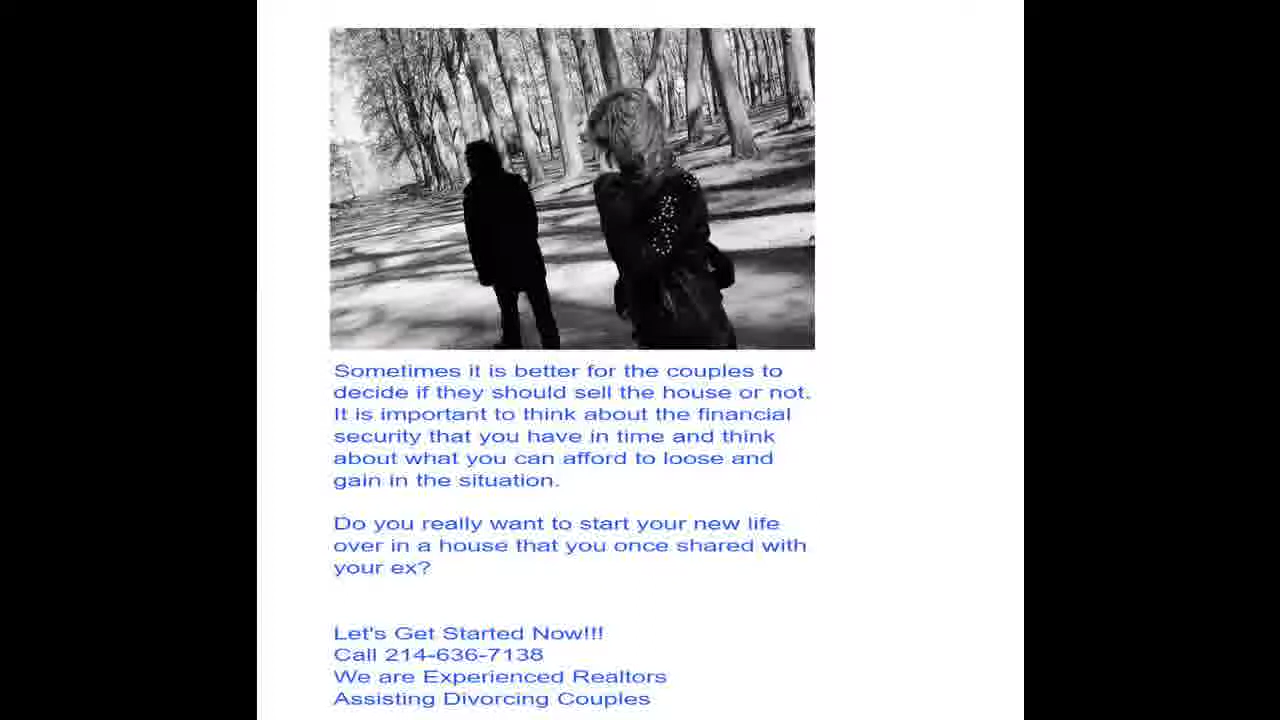 Sometimes it is better for the couples to
decide if they should sell the house or not.
It is important to think about the financial
security that you have in time and think
about what you can afford to loose and
gain in the situation.
Do you really want to start your new life
over in a house that you once shared with
your ex?
Let's Get Started Now!!!
Call 214-636-7138
We are Experienced Realtors
Assisting Divorcing Couples